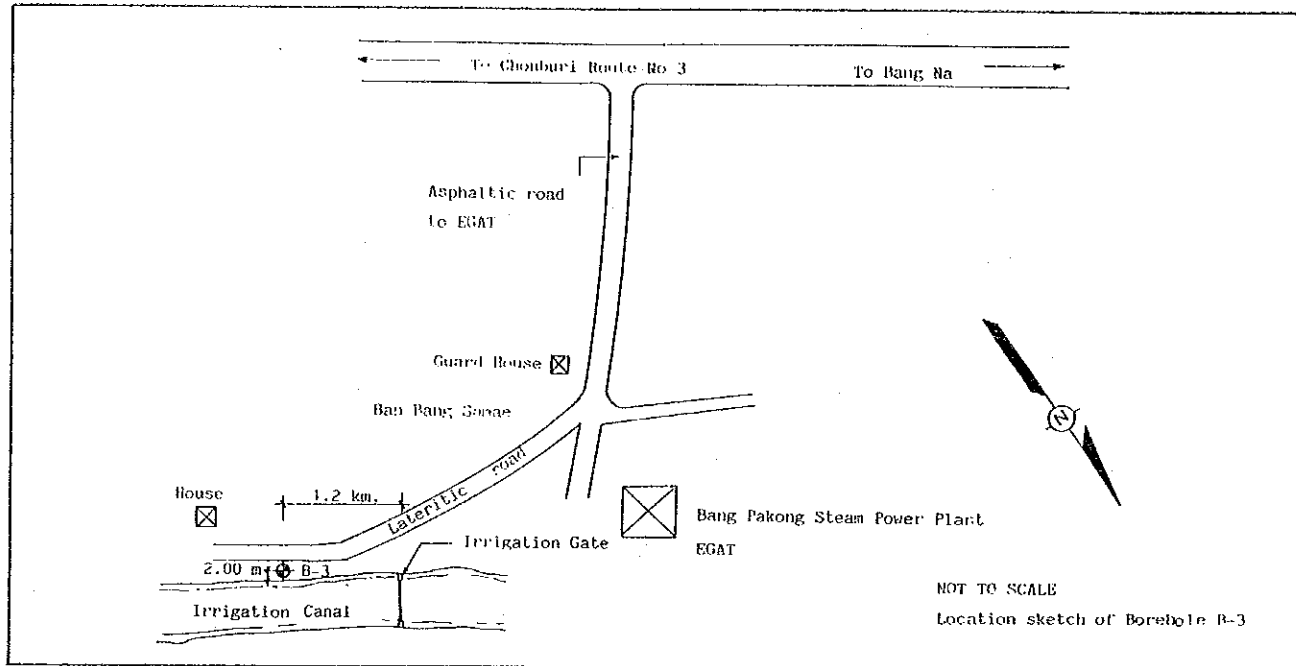 To Chonburi Route No 3
To Bang Na
Asphaltic road
to EGAT
Guard House
Ban Bang
Lateritic road
House
1.2 km.
Irrigation Gate
Bang Pakong Steam Power Plant
EGAT
N
2.00 m
B-3
Irrigation Canal
NOT TO SCALE
Location sketch of Borehole B-3